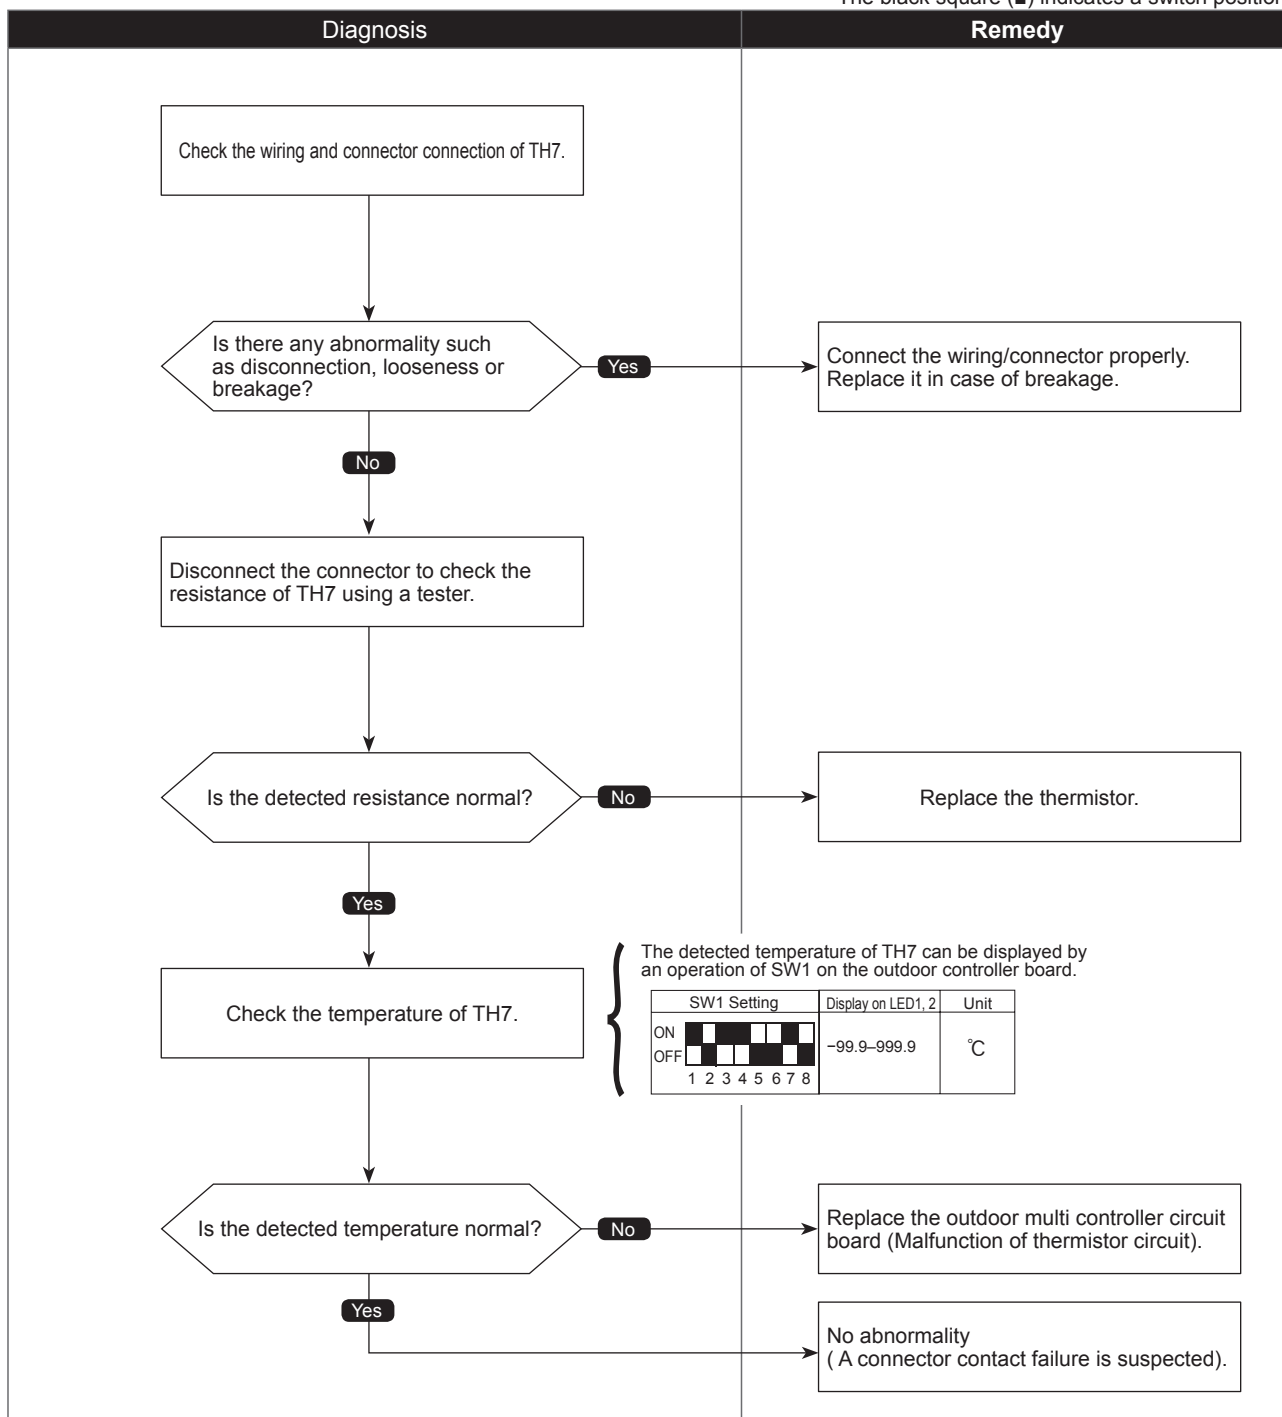 The black square (■) indicates a switch position
Diagnosis
Remedy
Check the wiring and connector connection of TH7.
Is there any abnormality such
as disconnection, looseness or
breakage?
Yes
Connect the wiring/connector properly.
Replace it in case of breakage.
No
Disconnect the connector to check the
resistance of TH7 using a tester.
Is the detected resistance normal?
No
Replace the thermistor.
Yes
The detected temperature of TH7 can be displayed by
an operation of SW1 on the outdoor controller board.
Check the temperature of TH7.
SW1 Setting
Display on LED1, 2
Unit
ON
OFF
1 2 3 4 5 6 7 8
−99.9–999.9
°C
Is the detected temperature normal?
No
Replace the outdoor multi controller circuit
board (Malfunction of thermistor circuit).
Yes
No abnormality
( A connector contact failure is suspected).